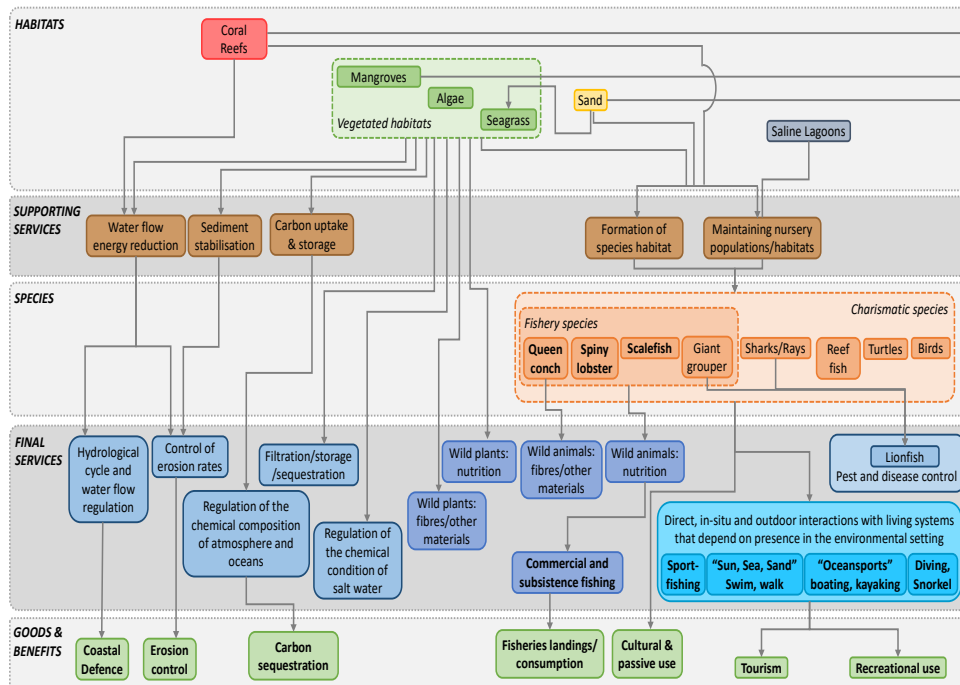 HABITATS
Coral
Reefs
Mangroves
Algae
Seagrass
Vegetated habitats
Sand
Saline Lagoons
SUPPORTING
SERVICES
Water flow
energy reduction
Sediment
stabilisation
Carbon uptake
& storage
Formation of
species habitat
Maintaining nursery
populations/habitats
SPECIES
Charismatic species
Fishery species
Queen
conch
Spiny
lobster
Scalefish
Giant
grouper
Sharks/Rays
Reef
fish
Turtles
Birds
FINAL
SERVICES
Hydrological
cycle and
water flow
regulation
Control of
erosion rates
Filtration/storage
/sequestration
Regulation of the
chemical composition
of atmosphere and
oceans
Regulation of
the chemical
condition of
salt water
Wild plants:
nutrition
Wild plants:
fibres/other
materials
Wild animals:
fibres/other
materials
Wild animals:
nutrition
Lionfish
Pest and disease control
Direct, in-situ and outdoor interactions with living systems
that depend on presence in the environmental setting
Sport-
fishing
“Sun, Sea, Sand”
Swim, walk
“Oceansports”
boating, kayaking
Diving,
Snorkel
Commercial and
subsistence fishing
GOODS &
BENEFITS
Coastal
Defence
Erosion
control
Carbon
sequestration
Fisheries landings/
consumption
Cultural &
passive use
Tourism
Recreational use